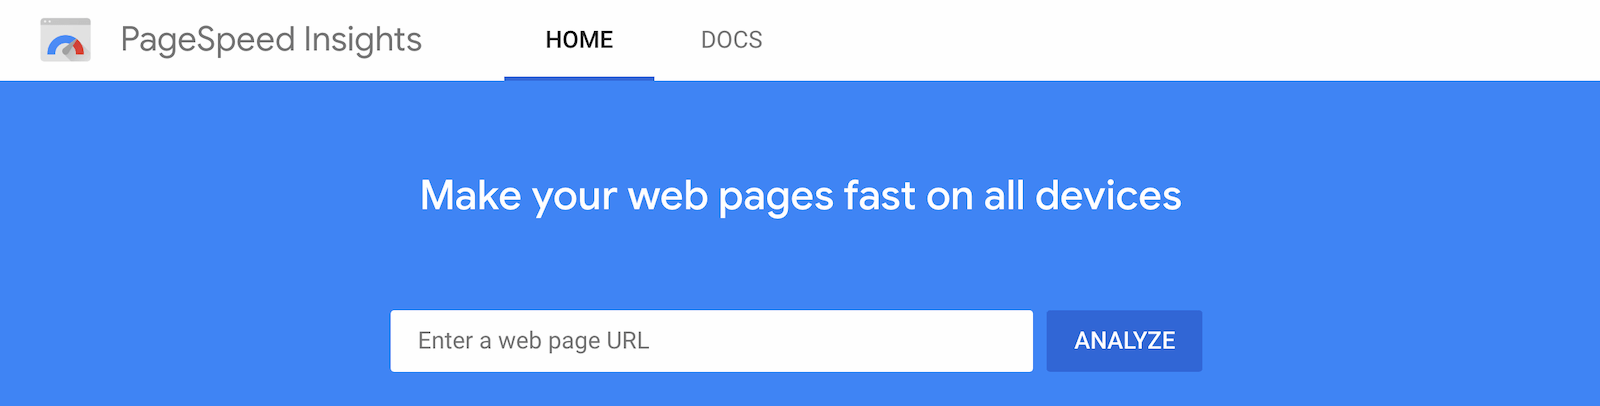 PageSpeed Insights HOME DOCS
Make your web pages fast on all devices
Enter a web page URL ANALYZE